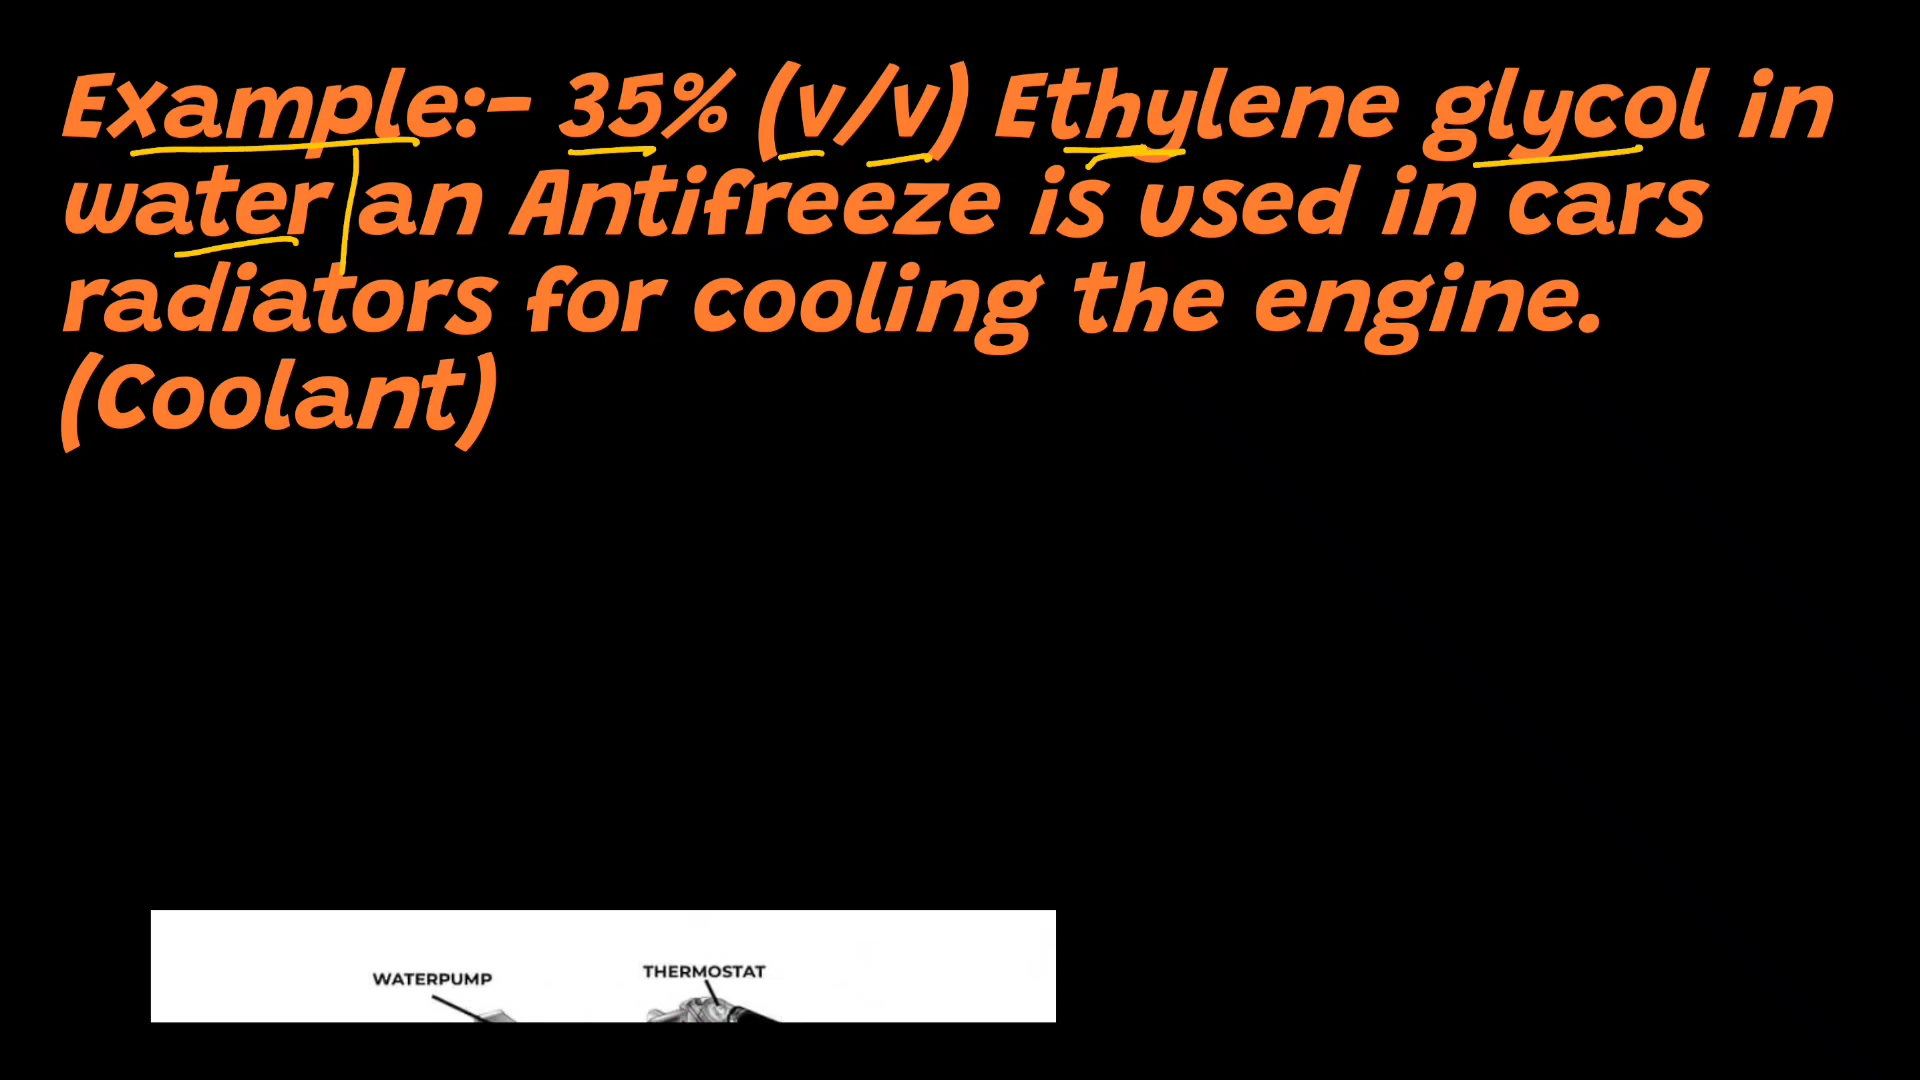 Example:- 35% (v/v) Ethylene glycol in
water an Antifreeze is used in cars
radiators for cooling the engine.
(Coolant)
WATERPUMP
THERMOSTAT